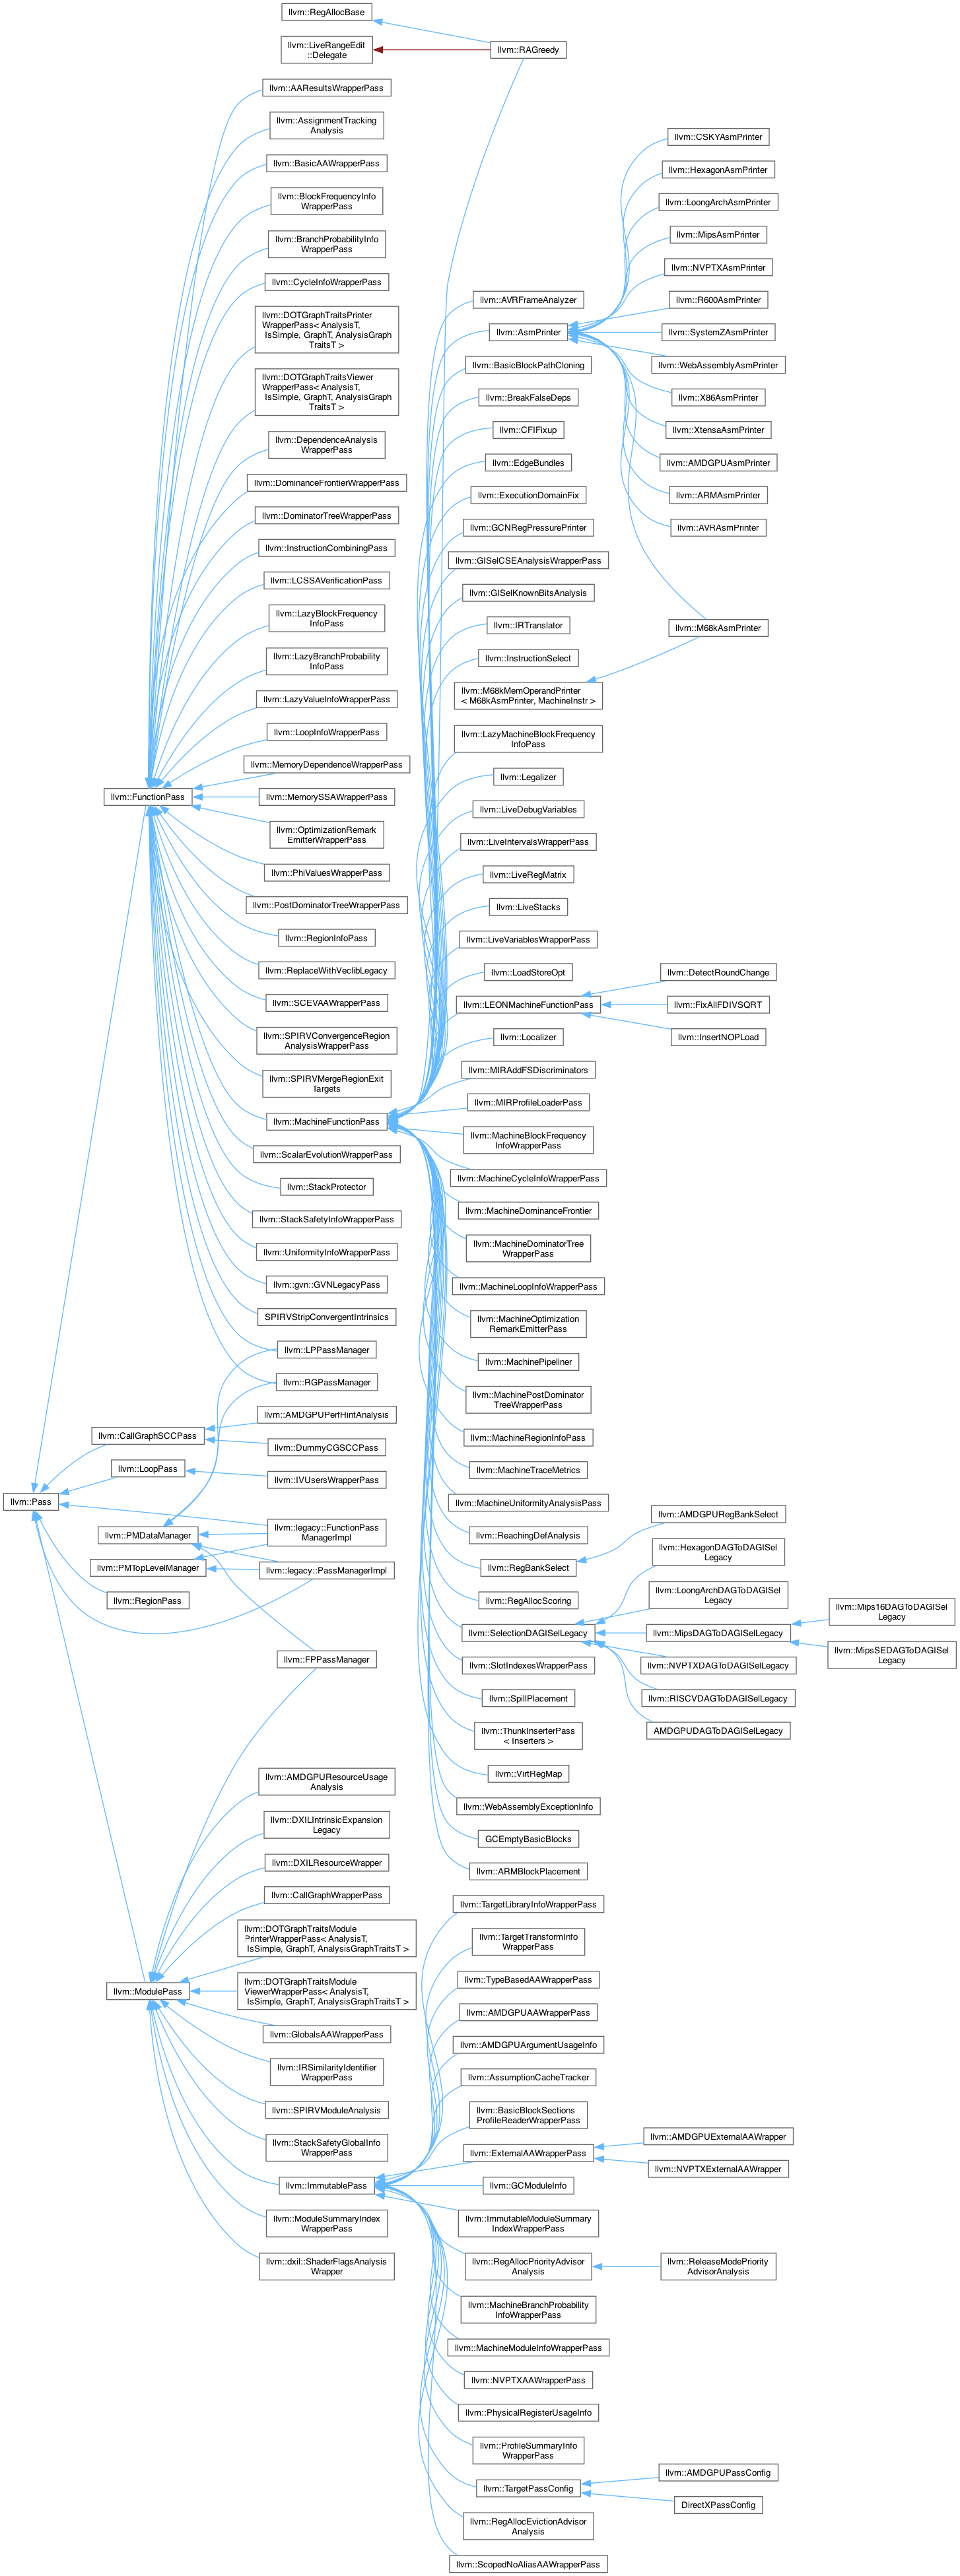 llvm::RegAllocBase
llvm::LiveRangeEdit
::Delegate
llvm::RAGreedy
llvm::AAResultsWrapperPass
llvm::AssignmentTracking
Analysis
llvm::BasicAAWrapperPass
llvm::BlockFrequencyInfo
WrapperPass
llvm::BranchProbabilityInfo
WrapperPass
llvm::CycleInfoWrapperPass
llvm::DOTGraphTraitsPrinter
WrapperPass< AnalysisT,
IsSimple, GraphT, AnalysisGraph
TraitsT >
llvm::DOTGraphTraitsViewer
WrapperPass< AnalysisT,
IsSimple, GraphT, AnalysisGraph
TraitsT >
llvm::DependenceAnalysis
WrapperPass
llvm::DominanceFrontierWrapperPass
llvm::DominatorTreeWrapperPass
llvm::InstructionCombiningPass
llvm::LCSSAVerificationPass
llvm::LazyBlockFrequency
InfoPass
llvm::LazyBranchProbability
InfoPass
llvm::LazyValueInfoWrapperPass
llvm::LoopInfoWrapperPass
llvm::MemoryDependenceWrapperPass
llvm::FunctionPass
llvm::MemorySSAWrapperPass
llvm::OptimizationRemark
EmitterWrapperPass
llvm::PhiValuesWrapperPass
llvm::PostDominatorTreeWrapperPass
llvm::RegionInfoPass
llvm::ReplaceWithVeclibLegacy
llvm::SCEVAAWrapperPass
llvm::SPIRVConvergenceRegion
AnalysisWrapperPass
llvm::SPIRVMergeRegionExit
Targets
llvm::MachineFunctionPass
llvm::ScalarEvolutionWrapperPass
llvm::StackProtector
llvm::StackSafetyInfoWrapperPass
llvm::UniformityInfoWrapperPass
llvm::gvn::GVNLegacyPass
SPIRVStripConvergentIntrinsics
llvm::LPPassManager
llvm::RGPassManager
llvm::AMDGPUPerfHintAnalysis
llvm::CallGraphSCCPass
llvm::DummyCGSCCPass
llvm::LoopPass
llvm::IVUsersWrapperPass
llvm::Pass
llvm::PMDataManager
llvm::legacy::FunctionPass
ManagerImpl
llvm::PMTopLevelManager
llvm::legacy::PassManagerImpl
llvm::RegionPass
llvm::FPPassManager
llvm::AMDGPUResourceUsage
Analysis
llvm::DXILIntrinsicExpansion
Legacy
llvm::DXILResourceWrapper
llvm::CallGraphWrapperPass
llvm::DOTGraphTraitsModule
PrinterWrapperPass< AnalysisT,
IsSimple, GraphT, AnalysisGraphTraitsT >
llvm::ModulePass
llvm::DOTGraphTraitsModule
ViewerWrapperPass< AnalysisT,
IsSimple, GraphT, AnalysisGraphTraitsT >
llvm::GlobalsAAWrapperPass
llvm::IRSimilarityIdentifier
WrapperPass
llvm::SPIRVModuleAnalysis
llvm::StackSafetyGlobalInfo
WrapperPass
llvm::ImmutablePass
llvm::ModuleSummaryIndex
WrapperPass
llvm::dxil::ShaderFlagsAnalysis
Wrapper
llvm::AVRFrameAnalyzer
llvm::AsmPrinter
llvm::BasicBlockPathCloning
llvm::BreakFalseDeps
llvm::CFIFixup
llvm::EdgeBundles
llvm::ExecutionDomainFix
llvm::GCNRegPressurePrinter
llvm::GISelCSEAnalysisWrapperPass
llvm::GISelKnownBitsAnalysis
llvm::IRTranslator
llvm::InstructionSelect
llvm::M68kMemOperandPrinter
< M68kAsmPrinter, MachineInstr >
llvm::LazyMachineBlockFrequency
InfoPass
llvm::Legalizer
llvm::LiveDebugVariables
llvm::LiveIntervalsWrapperPass
llvm::LiveRegMatrix
llvm::LiveStacks
llvm::LiveVariablesWrapperPass
llvm::LoadStoreOpt
llvm::LEONMachineFunctionPass
llvm::Localizer
llvm::MIRAddFSDiscriminators
llvm::MIRProfileLoaderPass
llvm::MachineBlockFrequency
InfoWrapperPass
llvm::MachineCycleInfoWrapperPass
llvm::MachineDominanceFrontier
llvm::MachineDominatorTree
WrapperPass
llvm::MachineLoopInfoWrapperPass
llvm::MachineOptimization
RemarkEmitterPass
llvm::MachinePipeliner
llvm::MachinePostDominator
TreeWrapperPass
llvm::MachineRegionInfoPass
llvm::MachineTraceMetrics
llvm::MachineUniformityAnalysisPass
llvm::ReachingDefAnalysis
llvm::RegBankSelect
llvm::RegAllocScoring
llvm::SelectionDAGISelLegacy
llvm::SlotIndexesWrapperPass
llvm::SpillPlacement
llvm::ThunkInserterPass
< Inserters >
llvm::VirtRegMap
llvm::WebAssemblyExceptionInfo
GCEmptyBasicBlocks
llvm::ARMBlockPlacement
llvm::TargetLibraryInfoWrapperPass
llvm::TargetTransformInfo
WrapperPass
llvm::TypeBasedAAWrapperPass
llvm::AMDGPUAAWrapperPass
llvm::AMDGPUArgumentUsageInfo
llvm::AssumptionCacheTracker
llvm::BasicBlockSections
ProfileReaderWrapperPass
llvm::ExternalAAWrapperPass
llvm::GCModuleInfo
llvm::ImmutableModuleSummary
IndexWrapperPass
llvm::RegAllocPriorityAdvisor
Analysis
llvm::MachineBranchProbability
InfoWrapperPass
llvm::MachineModuleInfoWrapperPass
llvm::NVPTXAAWrapperPass
llvm::PhysicalRegisterUsageInfo
llvm::ProfileSummaryInfo
WrapperPass
llvm::TargetPassConfig
llvm::RegAllocEvictionAdvisor
Analysis
llvm::ScopedNoAliasAAWrapperPass
llvm::CSKYAsmPrinter
llvm::HexagonAsmPrinter
llvm::LoongArchAsmPrinter
llvm::MipsAsmPrinter
llvm::NVPTXAsmPrinter
llvm::R600AsmPrinter
llvm::SystemZAsmPrinter
llvm::WebAssemblyAsmPrinter
llvm::X86AsmPrinter
llvm::XtensaAsmPrinter
llvm::AMDGPUAsmPrinter
llvm::ARMAsmPrinter
llvm::AVRAsmPrinter
llvm::M68kAsmPrinter
llvm::DetectRoundChange
llvm::FixAllFDIVSQRT
llvm::InsertNOPLoad
llvm::AMDGPURegBankSelect
llvm::HexagonDAGToDAGISel
Legacy
llvm::LoongArchDAGToDAGISel
Legacy
llvm::MipsDAGToDAGISelLegacy
llvm::NVPTXDAGToDAGISelLegacy
llvm::RISCVDAGToDAGISelLegacy
AMDGPUDAGToDAGISelLegacy
llvm::Mips16DAGToDAGISel
Legacy
llvm::MipsSEDAGToDAGISel
Legacy
llvm::AMDGPUExternalAAWrapper
llvm::NVPTXExternalAAWrapper
llvm::ReleaseModePriority
AdvisorAnalysis
llvm::AMDGPUPassConfig
DirectXPassConfig